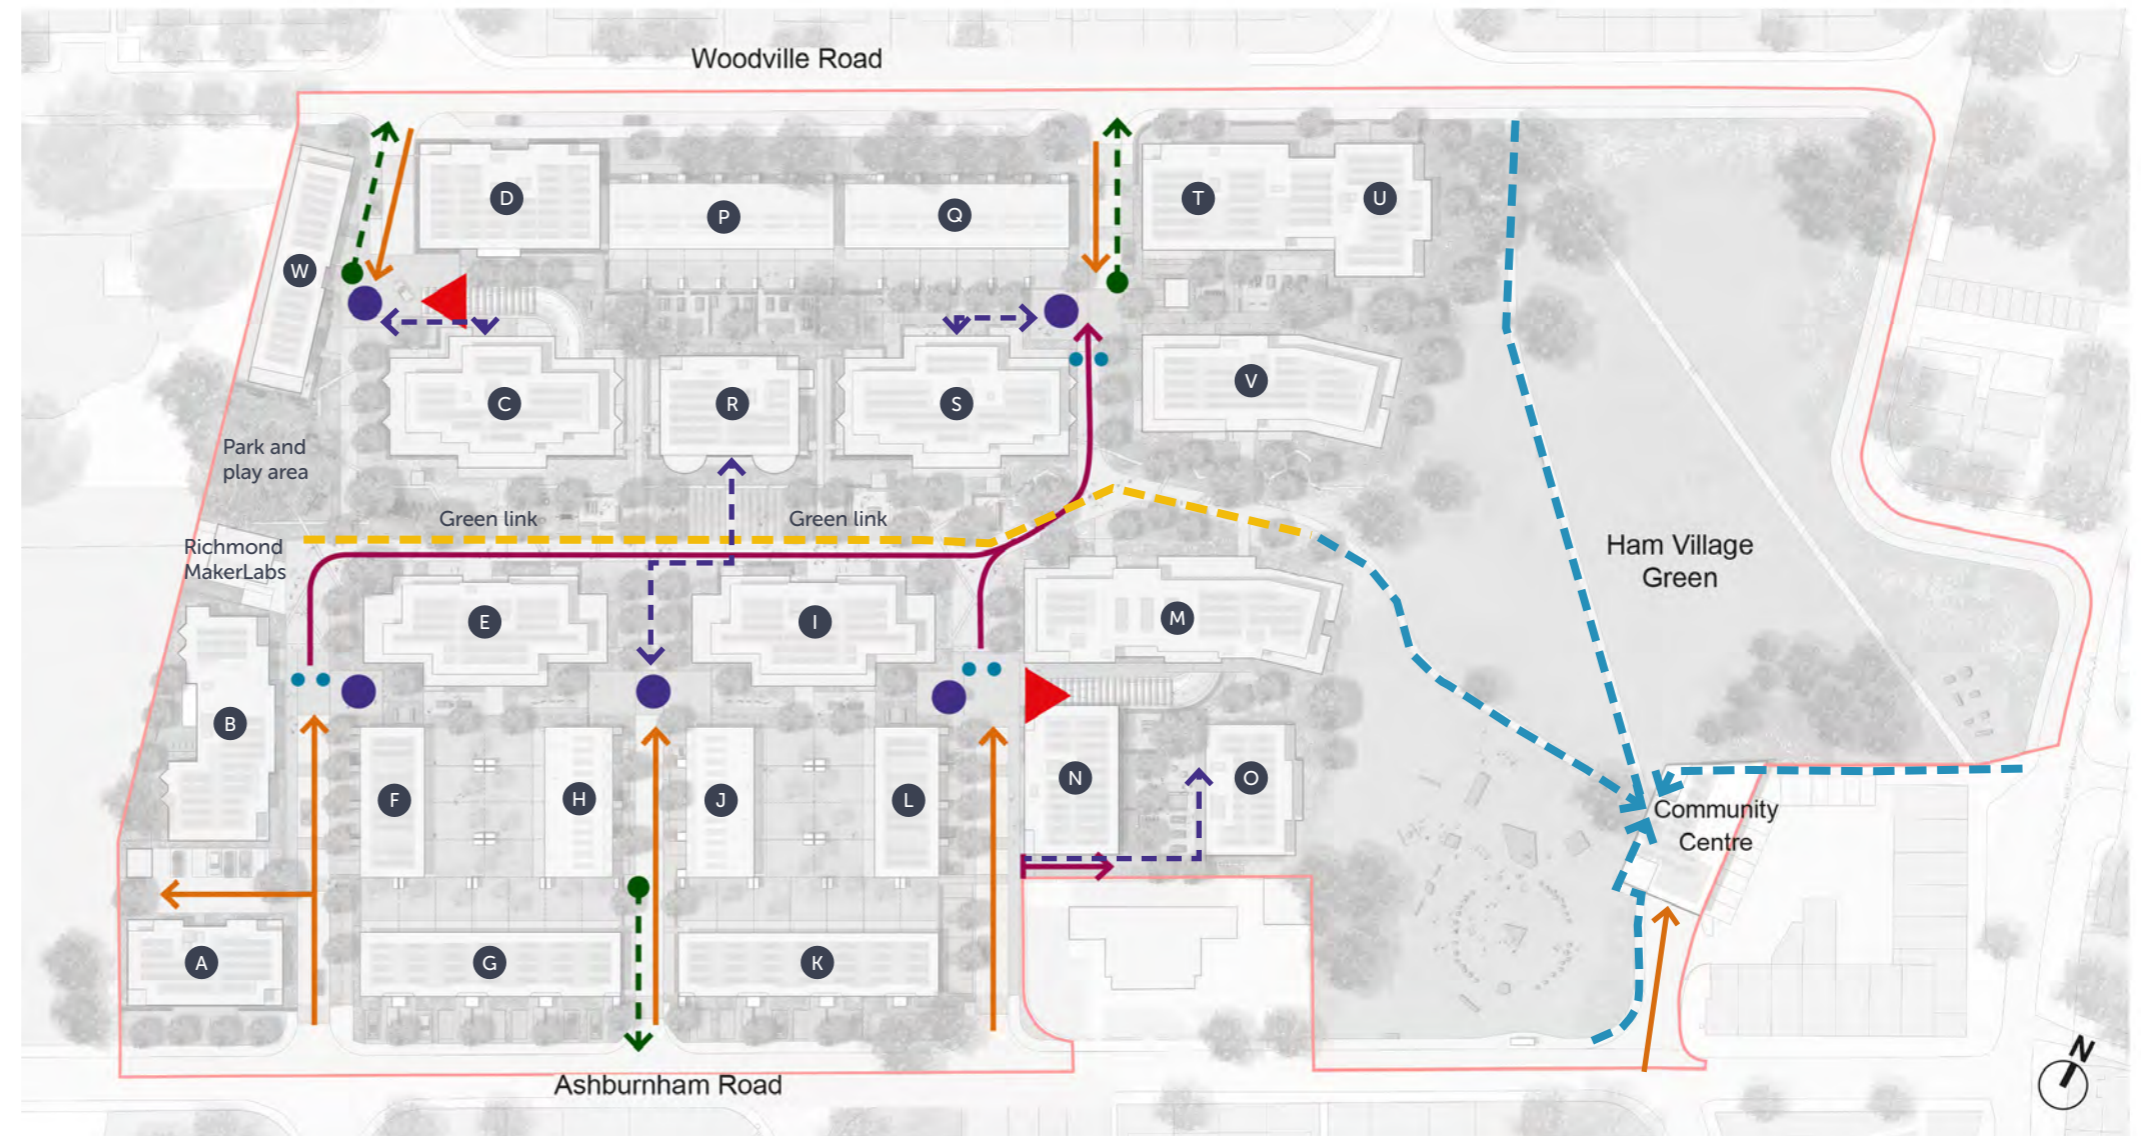 Woodville Road
D
P
Q
T
U
W
C
R
S
V
Park and
play area
Green link
Green link
Richmond
MakerLabs
Ham Village
Green
E
I
M
B
F
H
J
L
N
O
Community
Centre
A
G
K
Ashburnham Road
N